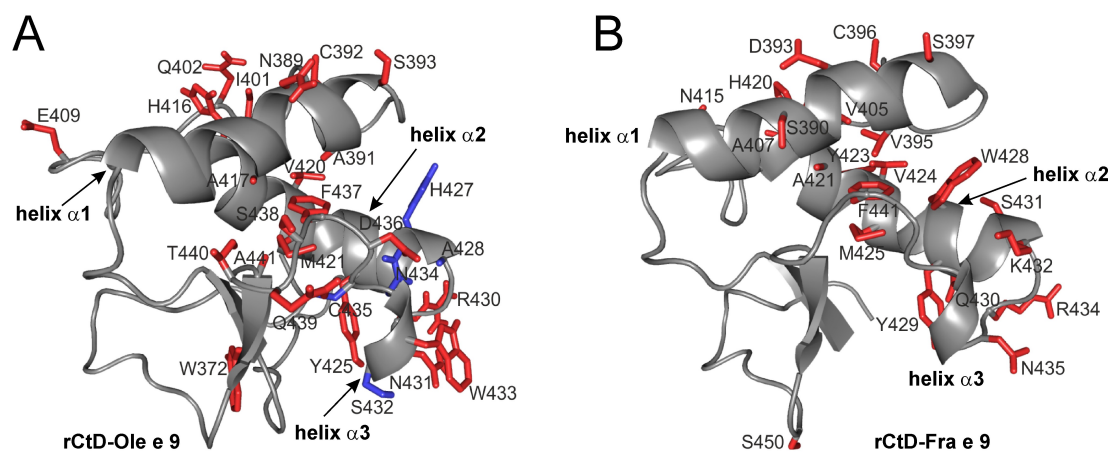 A
Q402
N389
C392
I401
S393
H416
E409
helix α2
A391
V420
A417
F437
H427
helix α1
S438
D436
T440
A441
M421
A428
I434
Q439
C435
R430
W372
Y425
N431
W433
S432
helix α3
rCtD-Ole e 9
B
D393
C396
S397
H420
N415
V405
S390
helix α1
A407
V395
Y423
A421
V424
W428
helix α2
F441
S431
M425
K432
Q430
Y429
R434
N435
helix α3
S450
rCtD-Fra e 9